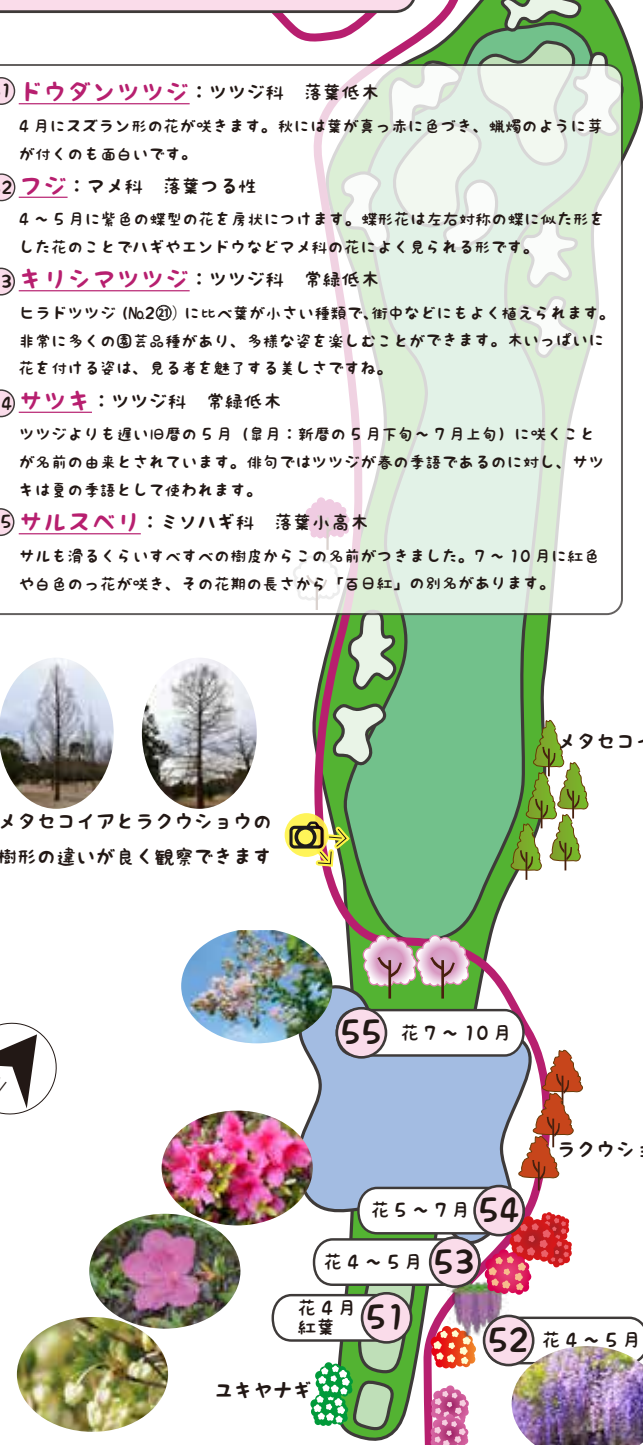 1 ドウダンツツジ：ツツジ科　落葉低木
4月にスズラン形の花が咲きます。秋には葉が真っ赤に色づき、蝋燭のように芽
が付くのも面白いです。
2 フジ：マメ科　落葉つる性
4～5月に紫色の蝶型の花を房状につけます。蝶形花は左右対称の蝶に似た形を
した花のことでハギやエンドウなどマメ科の花によく見られる形です。
3 キリシマツツジ：ツツジ科　常緑低木
ヒラドツツジ（№2㉑）に比べ葉が小さい種類で、街中などにもよく植えられます。
非常に多くの園芸品種があり、多様な姿を楽しむことができます。木いっぱいに
花を付ける姿は、見る者を魅了する美しさですね。
4 サツキ：ツツジ科　常緑低木
ツツジよりも遅い旧暦の5月（皐月：新暦の5月下旬～7月上旬）に咲くこと
が名前の由来とされています。俳句ではツツジが春の季語であるのに対し、サツ
キは夏の季語として使われます。
5 サルスベリ：ミソハギ科　落葉小高木
サルも滑るくらいすべすべの樹皮からこの名前がつきました。7～10月に紅色
や白色のっ花が咲き、その花期の長さから「百日紅」の別名があります。
メタセコイ
メタセコイアとラクウショウの
樹形の違いが良く観察できます
55 花7～10月
ラクウショ
花5～7月 54
花4～5月 53
花4月
紅葉 51
52 花4～5月
ユキヤナギ